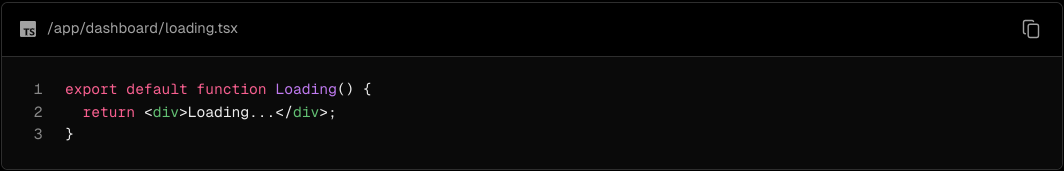 TS /app/dashboard/loading.tsx
1 export default function Loading() {
2   return <div>Loading...</div>;
3 }